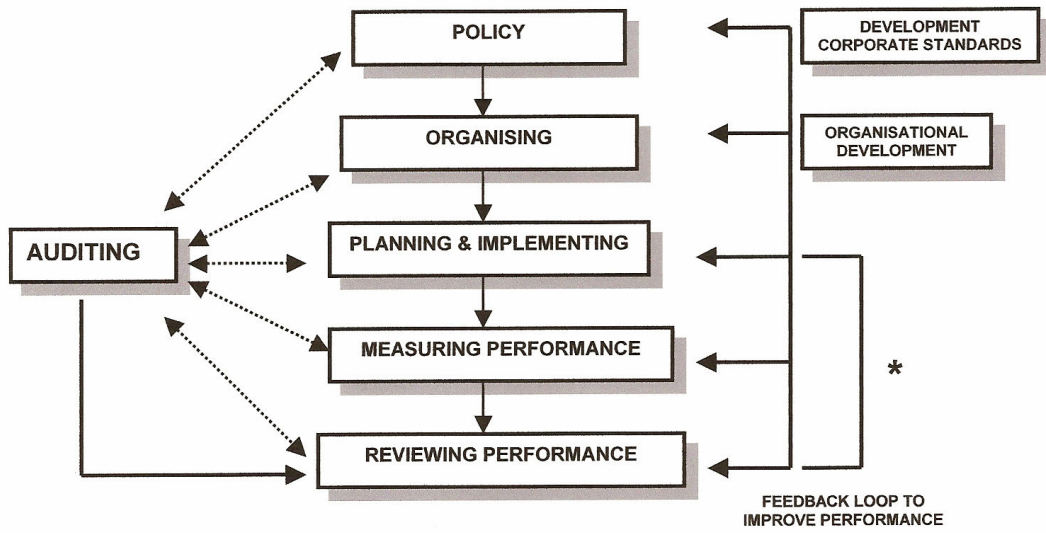 POLICY
DEVELOPMENT
CORPORATE STANDARDS
ORGANISING
ORGANISATIONAL
DEVELOPMENT
AUDITING
PLANNING & IMPLEMENTING
MEASURING PERFORMANCE
*
REVIEWING PERFORMANCE
FEEDBACK LOOP TO
IMPROVE PERFORMANCE